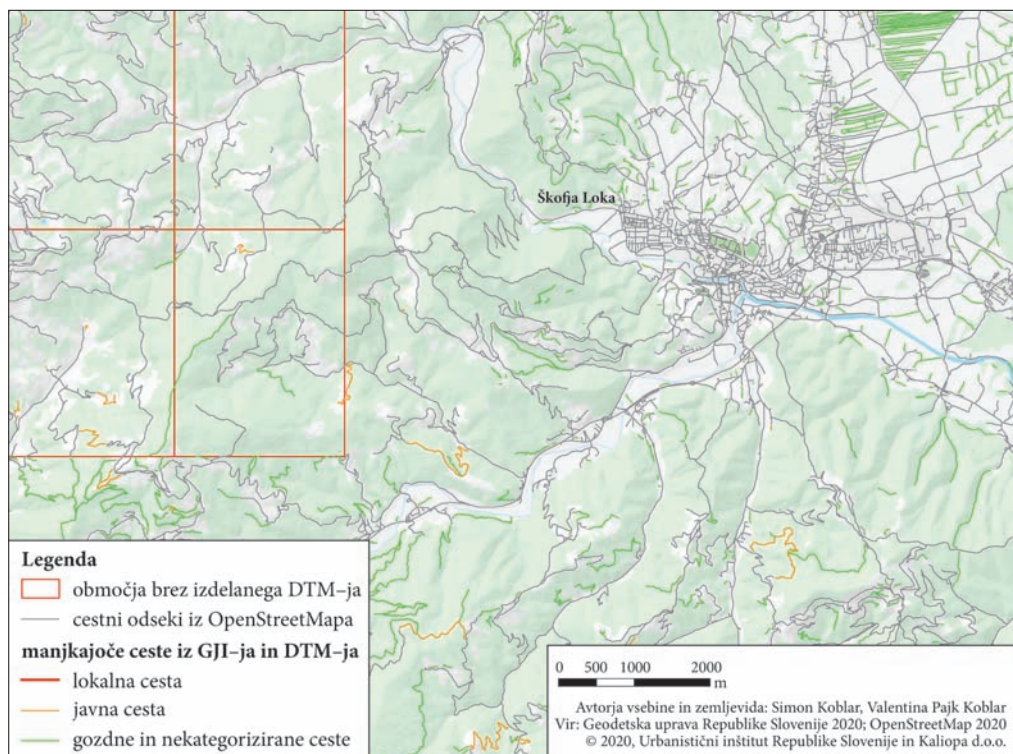 Škofja Loka
Legenda
območja brez izdelanega DTM–ja
cestni odseki iz OpenStreetMapa
manjkajoče ceste iz GJI–ja in DTM–ja
lokalna cesta
javna cesta
gozdne in nekategorizirane ceste
0 500 1000 2000
m
Avtorja vsebine in zemljevida: Simon Koblar, Valentina Pajk Koblar
Vir: Geodetska uprava Republike Slovenije 2020; OpenStreetMap 2020
© 2020, Urbanistični inštitut Republike Slovenije in Kaliopa d.o.o.